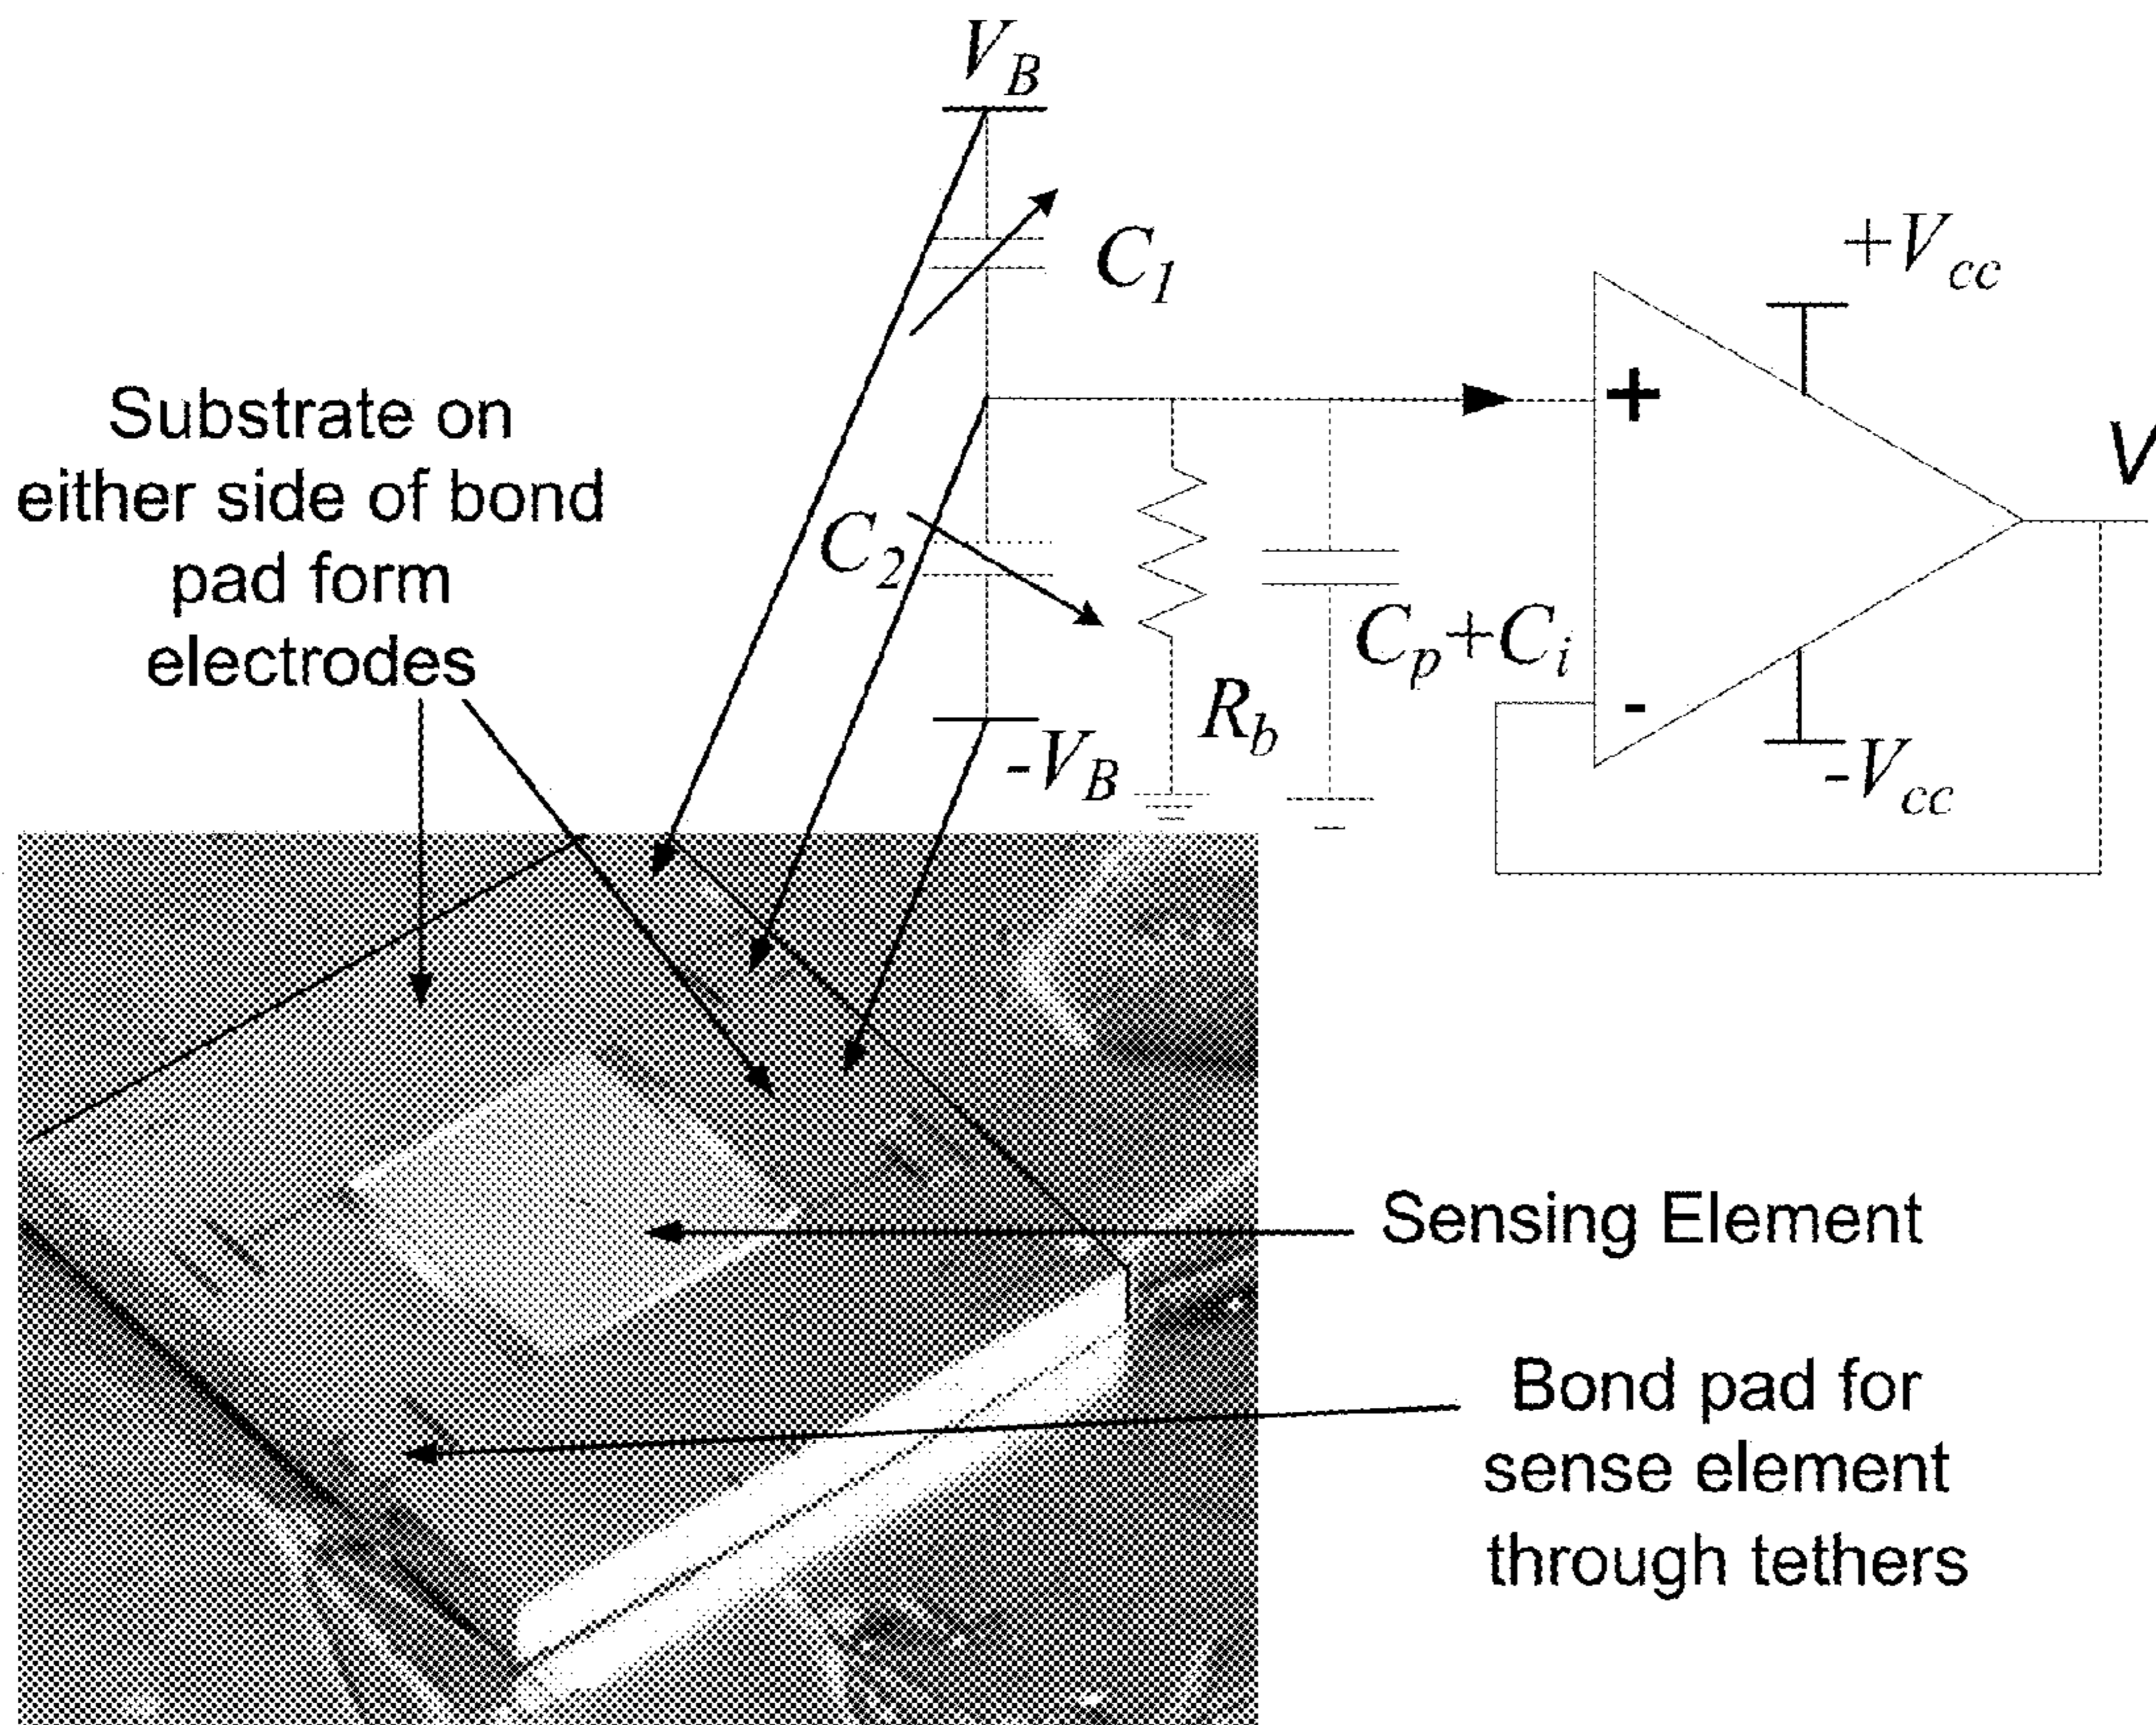 V_B
C_1
+V_cc
Substrate on
either side of bond
pad form
electrodes
+
V
C_2
C_p+C_i
R_b
-
-V_B
-V_cc
Sensing Element
Bond pad for
sense element
through tethers